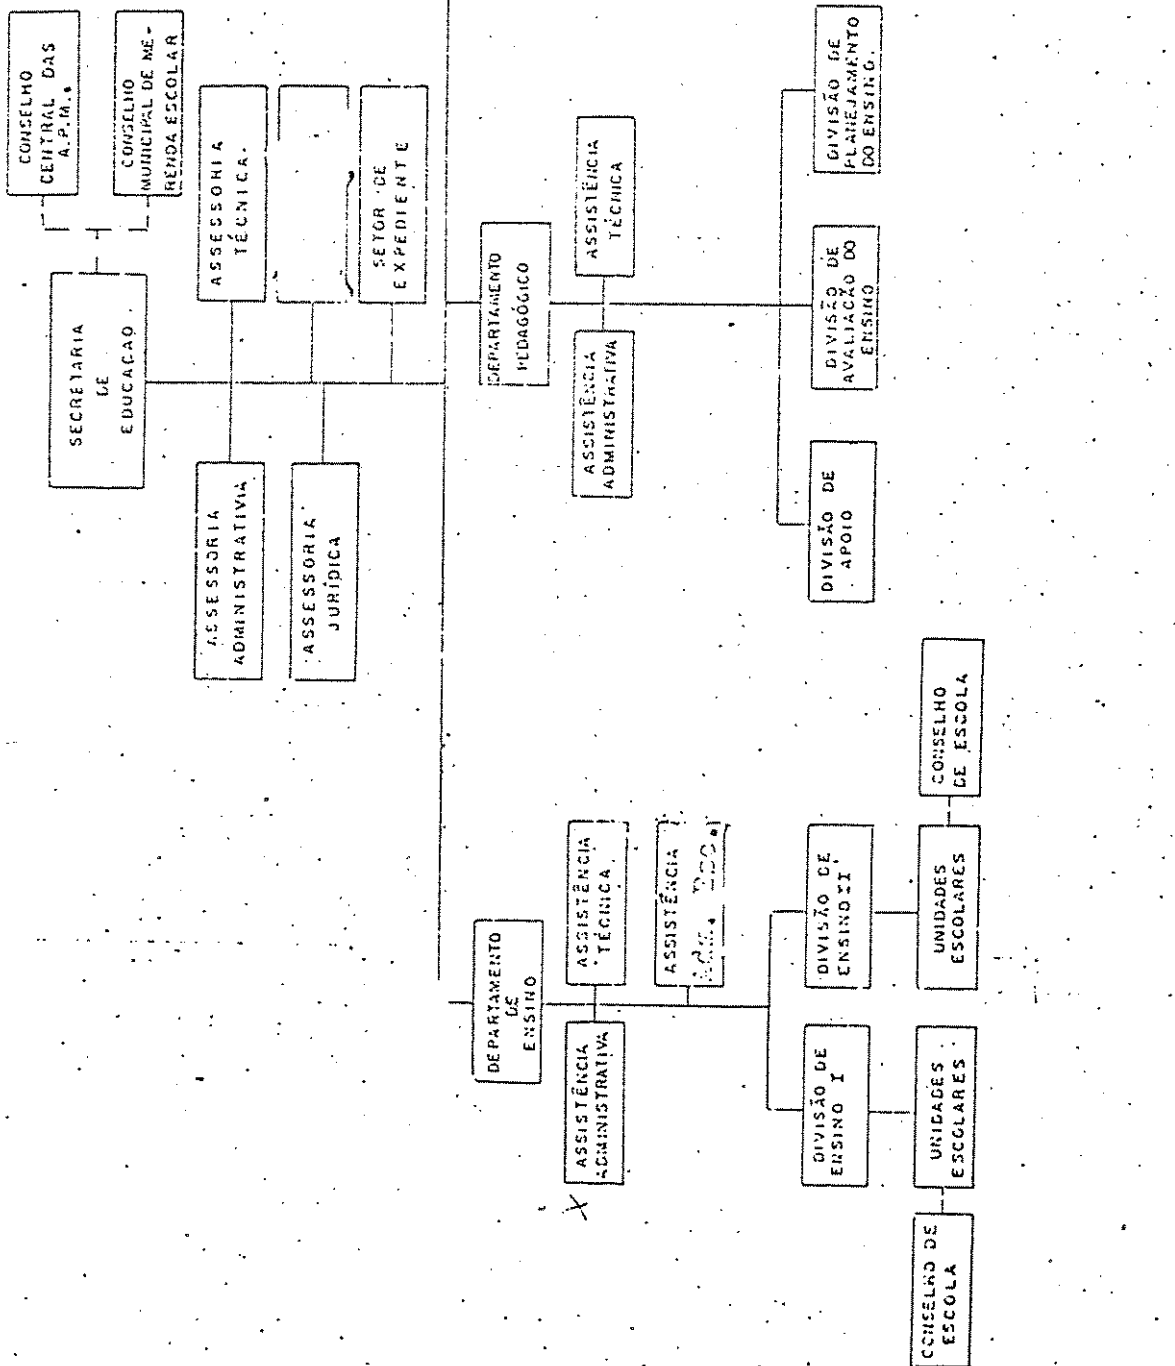 CONSELHO
CENTRAL DAS
A.P.M.
CONSELHO
MUNICIPAL DE ME-
RENDA ESCOLAR
SECRETARIA
DE
EDUCACAO
ASSESSORIA
TÉCNICA.
SETOR DE
EXPEDIENTE
ASSESSORIA
ADMINISTRATIVA
ASSESSORIA
JURÍDICA
DEPARTAMENTO
PEDAGÓGICO
ASSISTÊNCIA
TÉCNICA
ASSISTÊNCIA
ADMINISTRATIVA
DIVISÃO DE
PLANEJAMENTO
DO ENSINO.
DIVISÃO DE
AVALIACÃO DO
ENSINO
DIVISÃO DE
APOIO
DEPARTAMENTO
DE
ENSINO
ASSISTÊNCIA
TÉCNICA
ASSISTÊNCIA
ADMINISTRATIVA
X
ASSISTÊNCIA
DIVISÃO DE
ENSINO II
DIVISÃO DE
ENSINO I
UNIDADES
ESCOLARES
CONSELHO
DE ESCOLA
UNIDADES
ESCOLARES
CONSELHO DE
ESCOLA